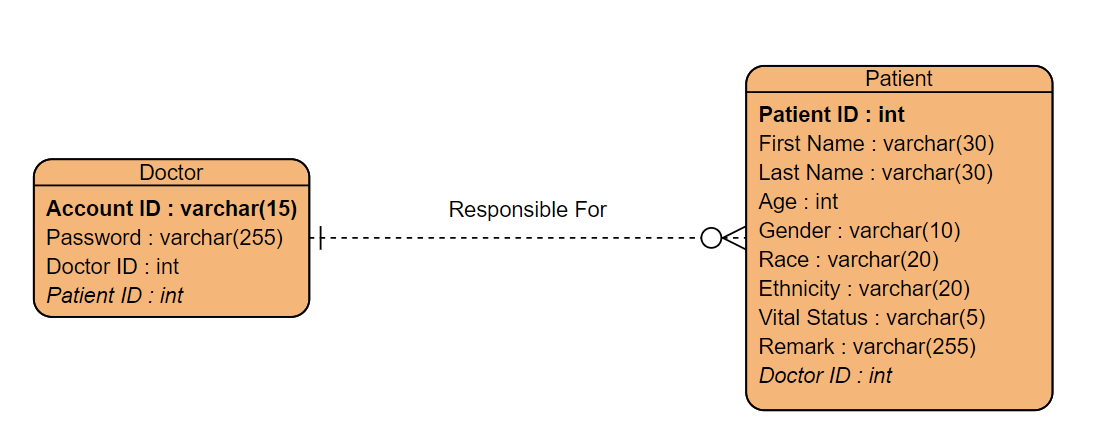 Doctor
Account ID : varchar(15)
Password : varchar(255)
Doctor ID : int
Patient ID : int
Responsible For
Patient
Patient ID : int
First Name : varchar(30)
Last Name : varchar(30)
Age : int
Gender : varchar(10)
Race : varchar(20)
Ethnicity : varchar(20)
Vital Status : varchar(5)
Remark : varchar(255)
Doctor ID : int